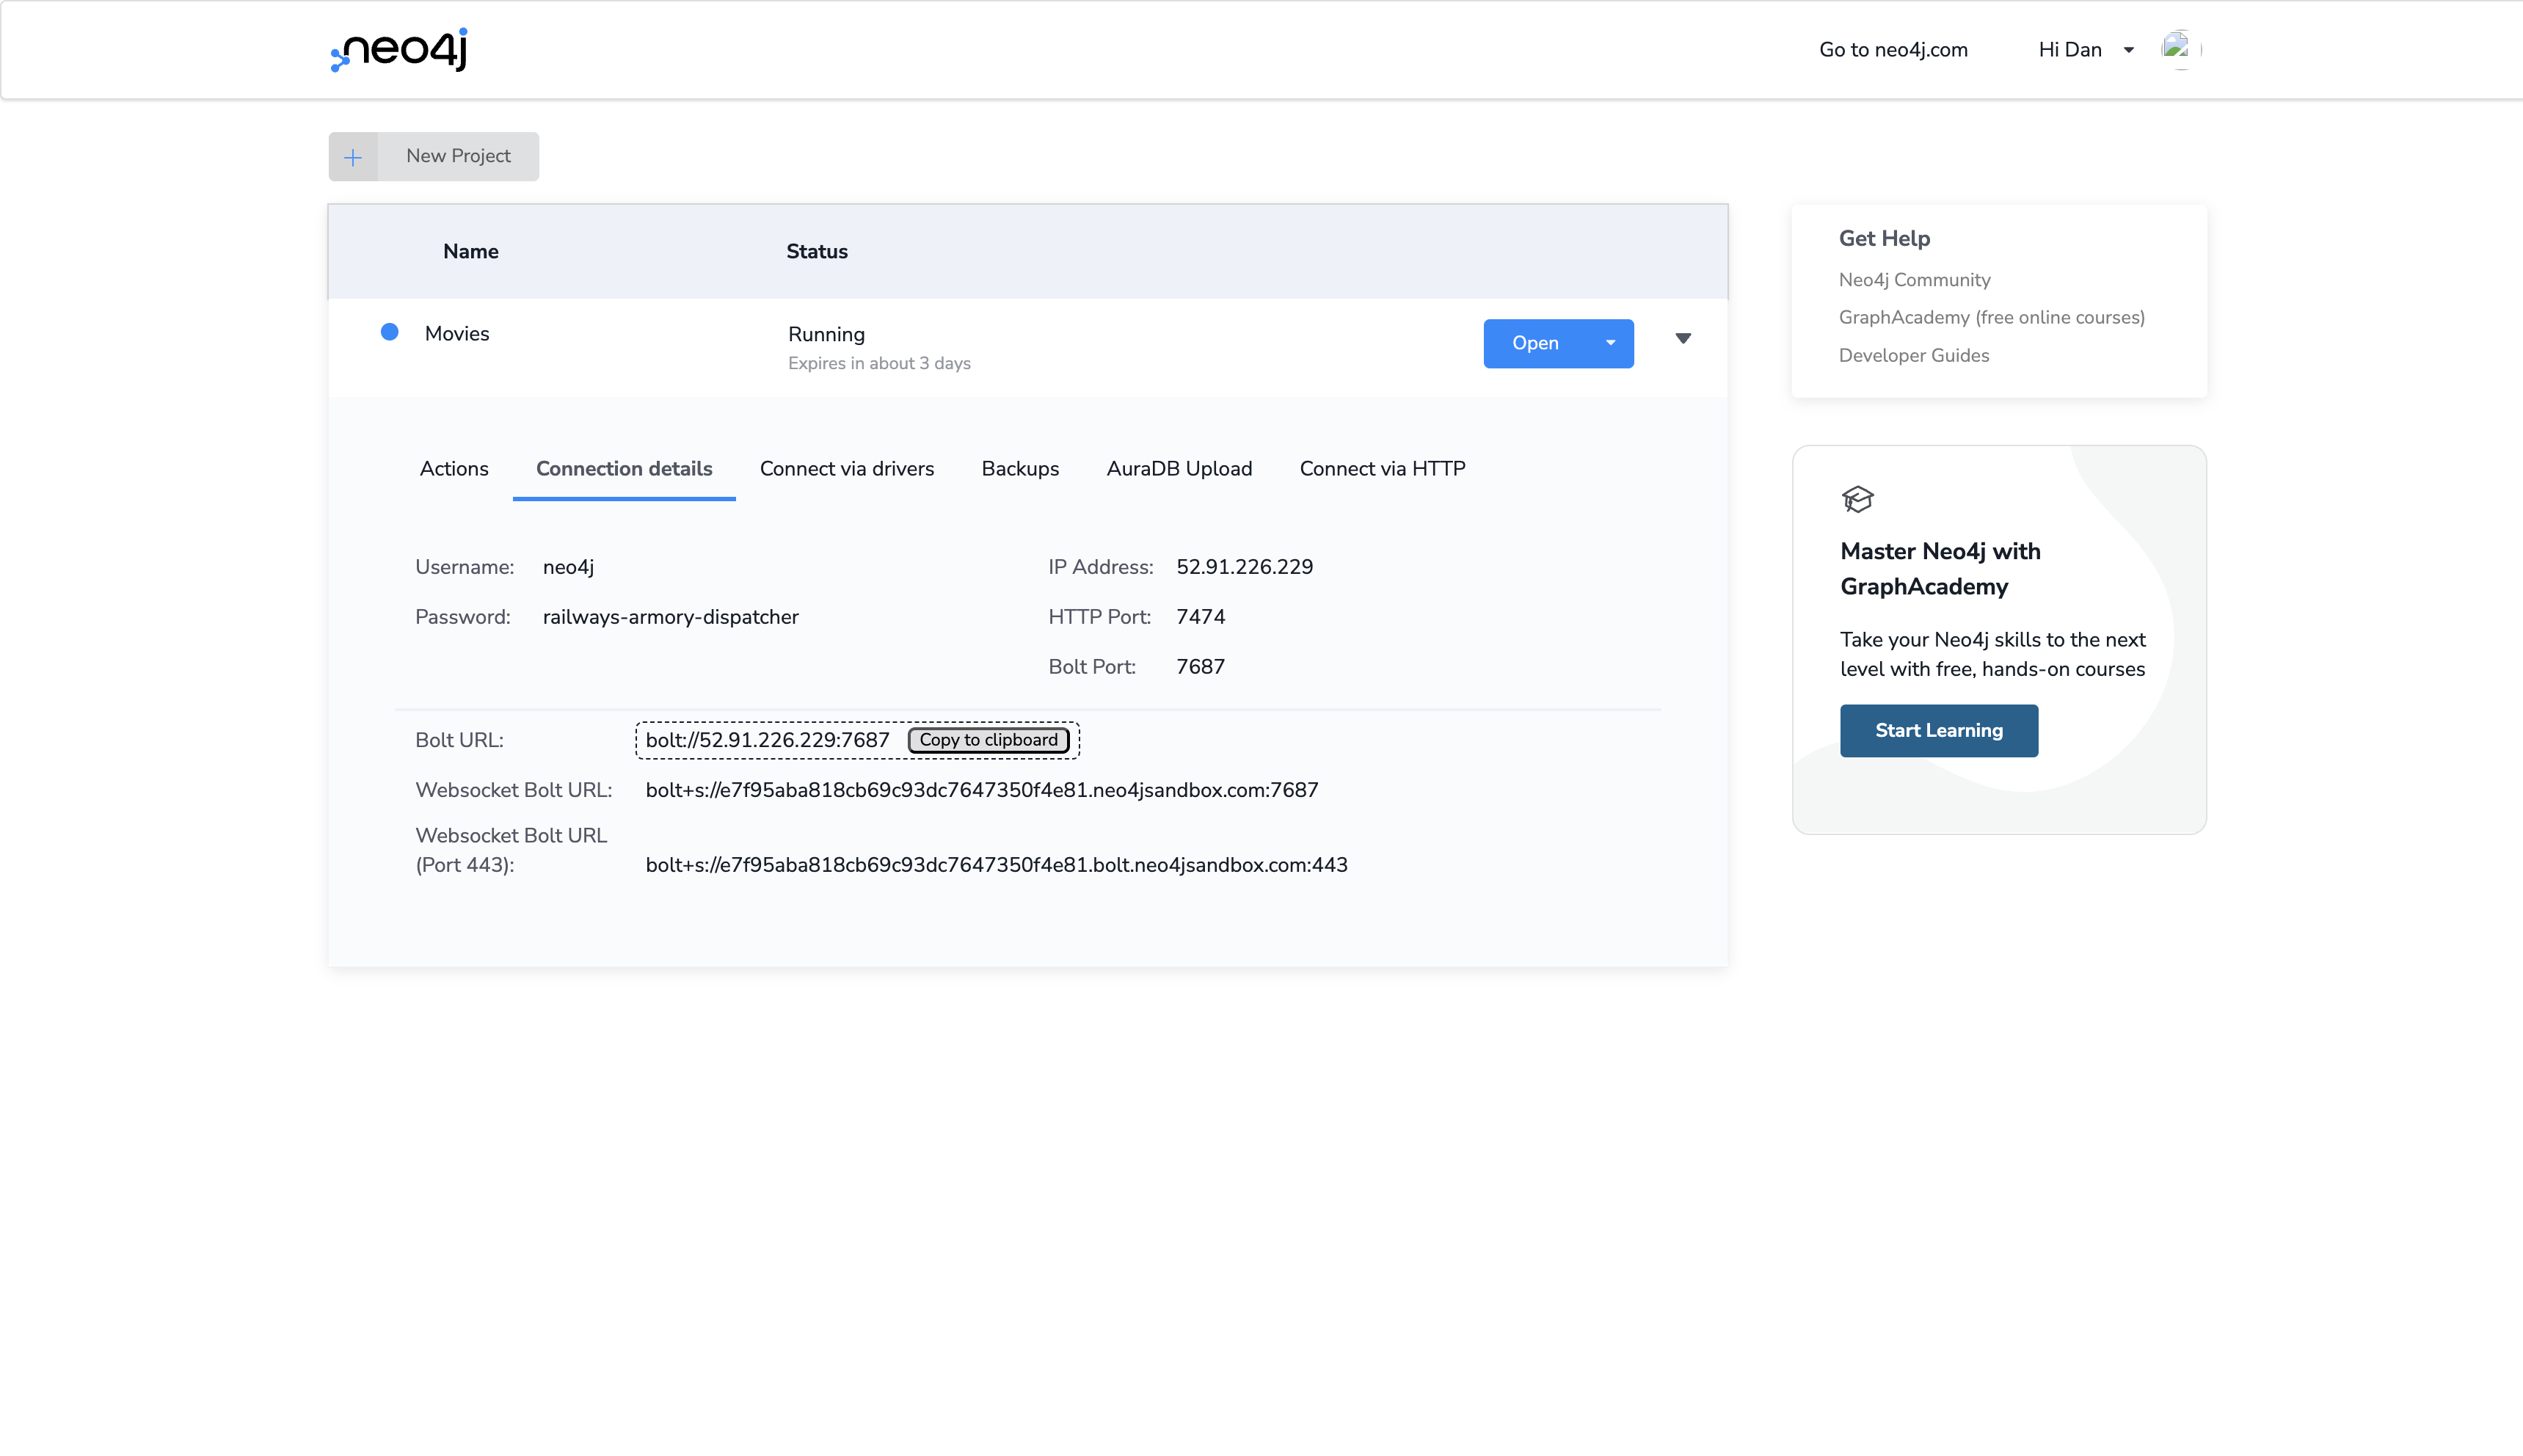 neo4j
Go to neo4j.com
Hi Dan
+ New Project
Name
Status
Movies
Running
Open
Expires in about 3 days
Actions
Connection details
Connect via drivers
Backups
AuraDB Upload
Connect via HTTP
Username: neo4j
Password: railways-armory-dispatcher
IP Address: 52.91.226.229
HTTP Port: 7474
Bolt Port: 7687
Bolt URL: bolt://52.91.226.229:7687 Copy to clipboard
Websocket Bolt URL: bolt+s://e7f95aba818cb69c93dc7647350f4e81.neo4jsandbox.com:7687
Websocket Bolt URL
(Port 443): bolt+s://e7f95aba818cb69c93dc7647350f4e81.bolt.neo4jsandbox.com:443
Get Help
Neo4j Community
GraphAcademy (free online courses)
Developer Guides
Master Neo4j with
GraphAcademy
Take your Neo4j skills to the next
level with free, hands-on courses
Start Learning